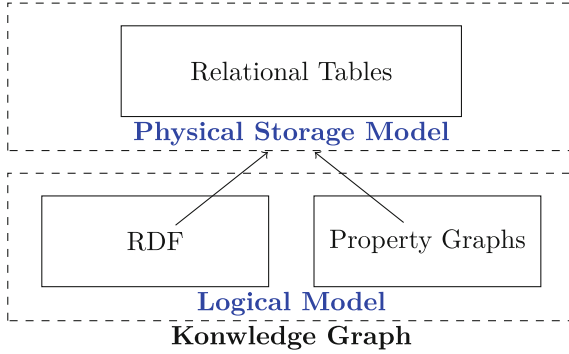 Relational Tables
Physical Storage Model
RDF
Property Graphs
Logical Model
Konwledge Graph